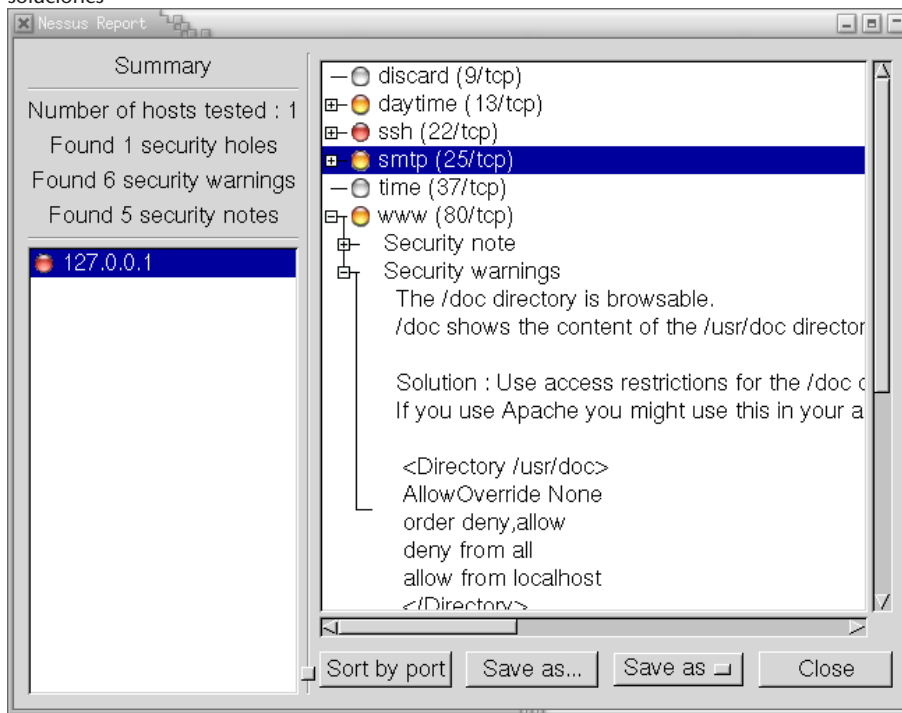 soluciones
Nessus Report
Summary
Number of hosts tested : 1
Found 1 security holes
Found 6 security warnings
Found 5 security notes
127.0.0.1
discard (9/tcp)
daytime (13/tcp)
ssh (22/tcp)
smtp (25/tcp)
time (37/tcp)
www (80/tcp)
Security note
Security warnings
The /doc directory is browsable.
/doc shows the content of the /usr/doc director
Solution : Use access restrictions for the /doc
If you use Apache you might use this in your a
<Directory /usr/doc>
AllowOverride None
order deny,allow
deny from all
allow from localhost
</Directory>
Sort by port
Save as...
Save as
Close